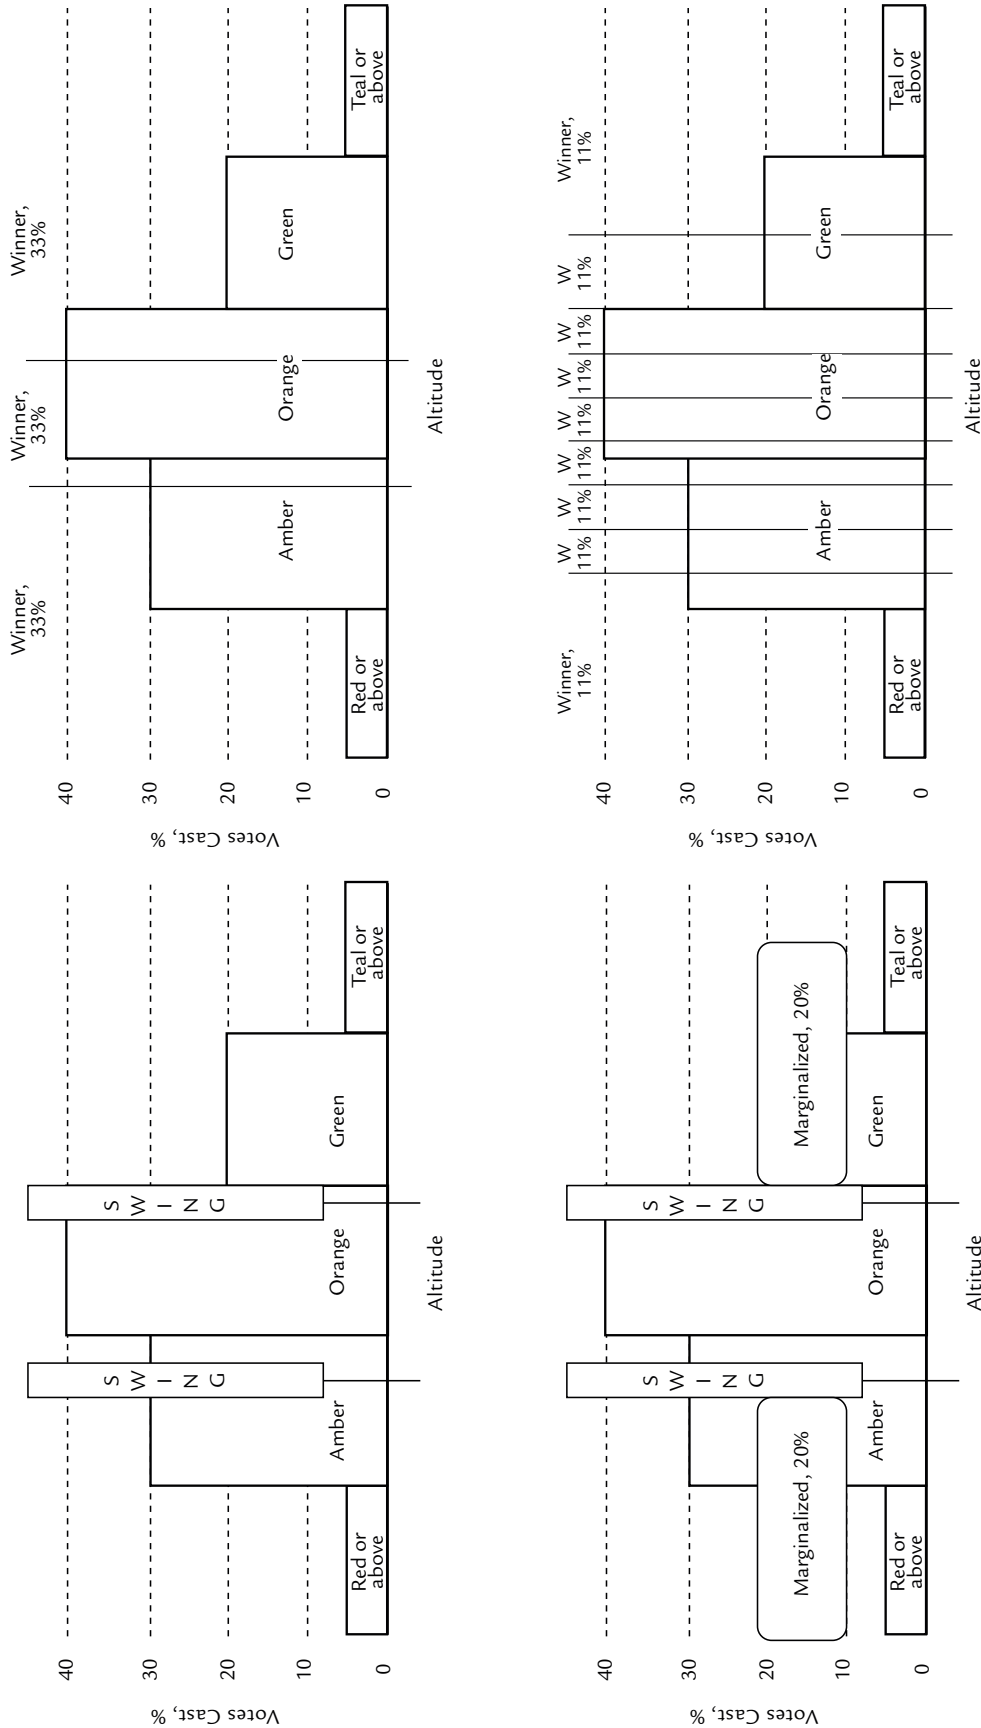 Votes Cast, %
40
30
20
10
0
S
W
I
N
G
S
W
I
N
G
Red or
above
Amber
Orange
Green
Teal or
above
Altitude
Votes Cast, %
40
30
20
10
0
Winner,
33%
Winner,
33%
Winner,
33%
Red or
above
Amber
Orange
Green
Teal or
above
Altitude
Votes Cast, %
40
30
20
10
0
S
W
I
N
G
S
W
I
N
G
Marginalized, 20%
Marginalized, 20%
Red or
above
Amber
Orange
Green
Teal or
above
Altitude
Votes Cast, %
40
30
20
10
0
Winner,
11%
W
11%
W
11%
W
11%
W
11%
W
11%
W
11%
W
11%
Winner,
11%
Red or
above
Amber
Orange
Green
Teal or
above
Altitude